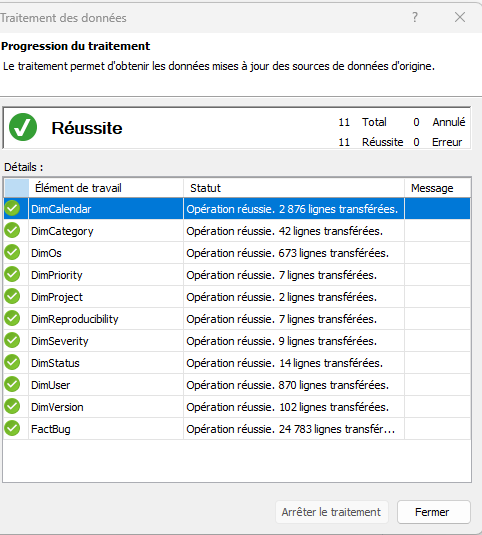 Traitement des données
Progression du traitement
Le traitement permet d'obtenir les données mises à jour des sources de données d'origine.
Réussite
11 Total 0 Annulé
11 Réussite 0 Erreur
Détails :
Élément de travail Statut Message
DimCalendar Opération réussie. 2 876 lignes transférées.
DimCategory Opération réussie. 42 lignes transférées.
DimOs Opération réussie. 673 lignes transférées.
DimPriority Opération réussie. 7 lignes transférées.
DimProject Opération réussie. 2 lignes transférées.
DimReproducibility Opération réussie. 7 lignes transférées.
DimSeverity Opération réussie. 9 lignes transférées.
DimStatus Opération réussie. 14 lignes transférées.
DimUser Opération réussie. 870 lignes transférées.
DimVersion Opération réussie. 102 lignes transférées.
FactBug Opération réussie. 24 783 lignes transfér...
Arrêter le traitement Fermer